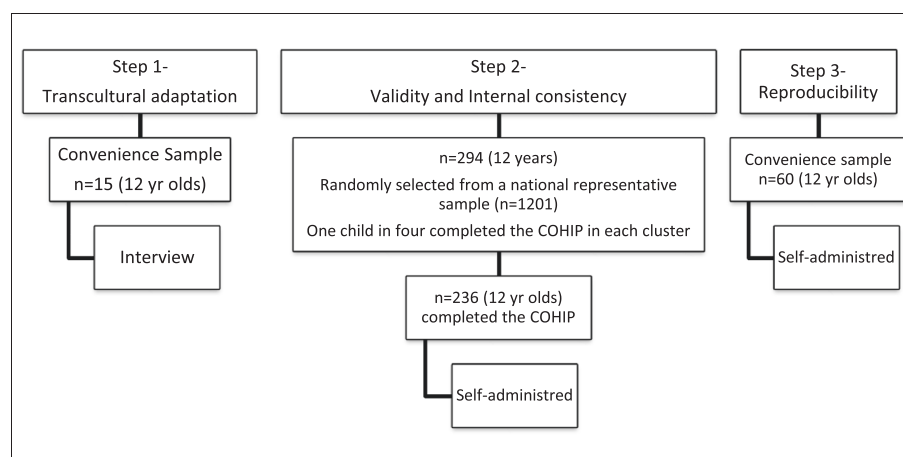 Step 1-
Transcultural adaptation
Convenience Sample
n=15 (12 yr olds)
Interview
Step 2-
Validity and Internal consistency
n=294 (12 years)
Randomly selected from a national representative
sample (n=1201)
One child in four completed the COHIP in each cluster
n=236 (12 yr olds)
completed the COHIP
Self-administred
Step 3-
Reproducibility
Convenience sample
n=60 (12 yr olds)
Self-administred